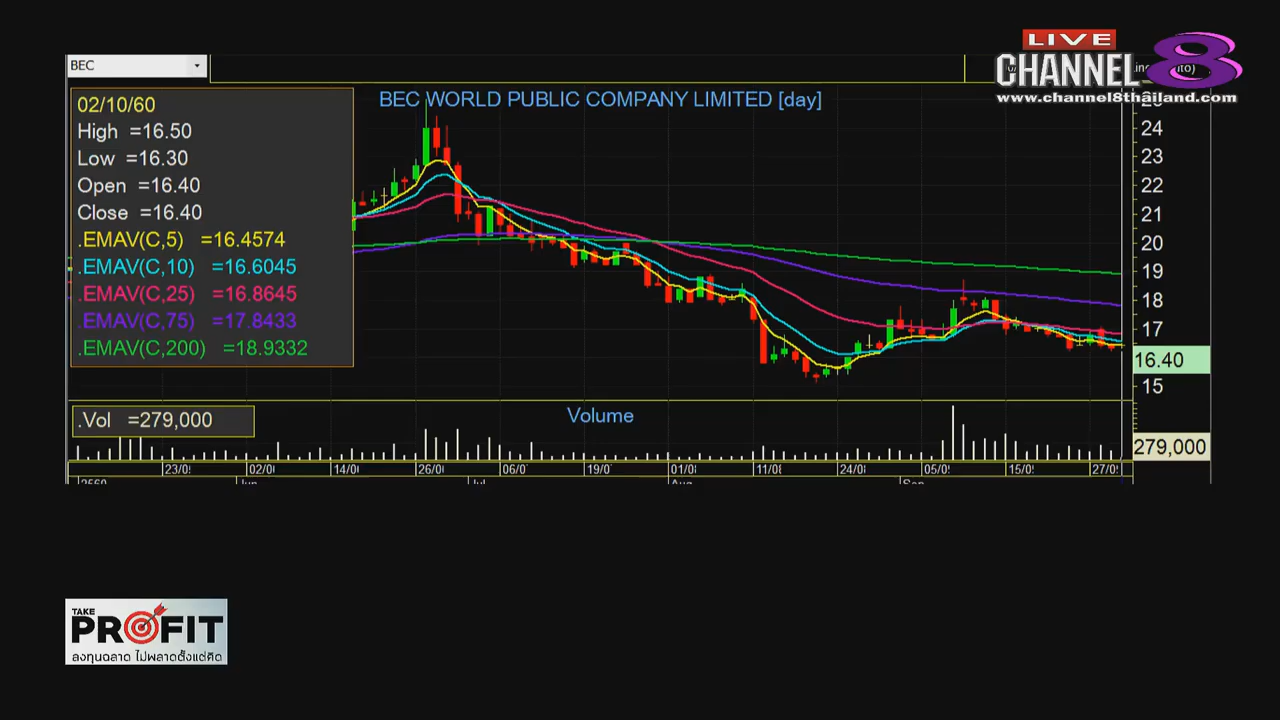 LIVE
CHANNEL 8
www.channel8thailand.com
BEC
BEC WORLD PUBLIC COMPANY LIMITED [day]
02/10/60
High =16.50
Low =16.30
Open =16.40
Close =16.40
.EMAV(C,5) =16.4574
.EMAV(C,10) =16.6045
.EMAV(C,25) =16.8645
.EMAV(C,75) =17.8433
.EMAV(C,200) =18.9332
24
23
22
21
20
19
18
17
16.40
15
.Vol =279,000
Volume
279,000
23/0 02/0 14/0 26/0 06/ 19/0 01/0 11/0 24/0 05/0 15/0 27/0
2560 Jun Jul Aug Sep
TAKE
PROFIT
ลงทุนฉลาด ไม่พลาดตั้งแต่คิด